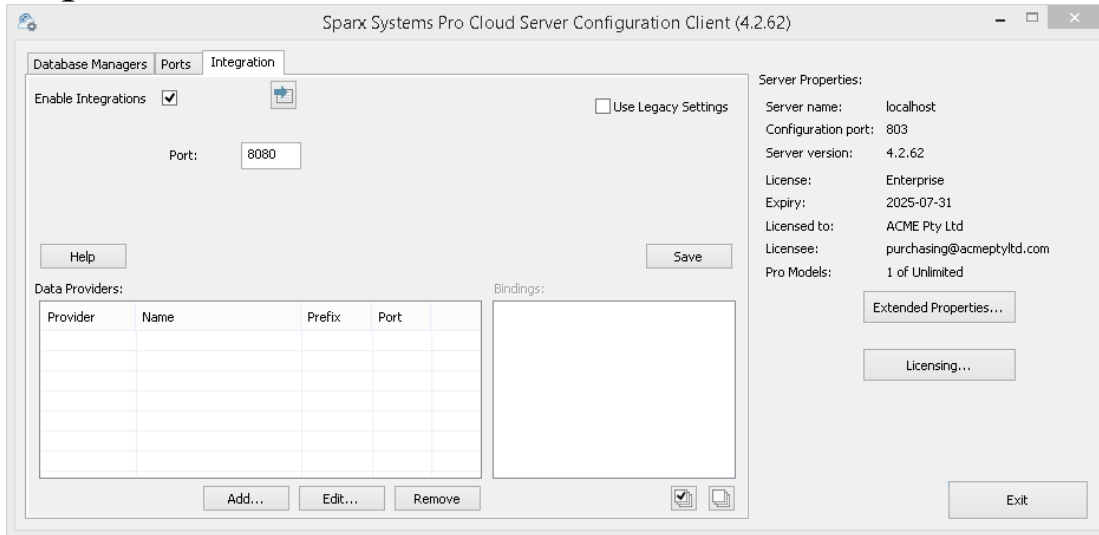 Sparx Systems Pro Cloud Server Configuration Client (4.2.62)
Database Managers Ports Integration
Enable Integrations
Use Legacy Settings
Port: 8080
Help Save
Data Providers:
Provider Name Prefix Port
Add... Edit... Remove
Bindings:
Server Properties:
Server name: localhost
Configuration port: 803
Server version: 4.2.62
License: Enterprise
Expiry: 2025-07-31
Licensed to: ACME Pty Ltd
Licensee: purchasing@acmeptyltd.com
Pro Models: 1 of Unlimited
Extended Properties...
Licensing...
Exit